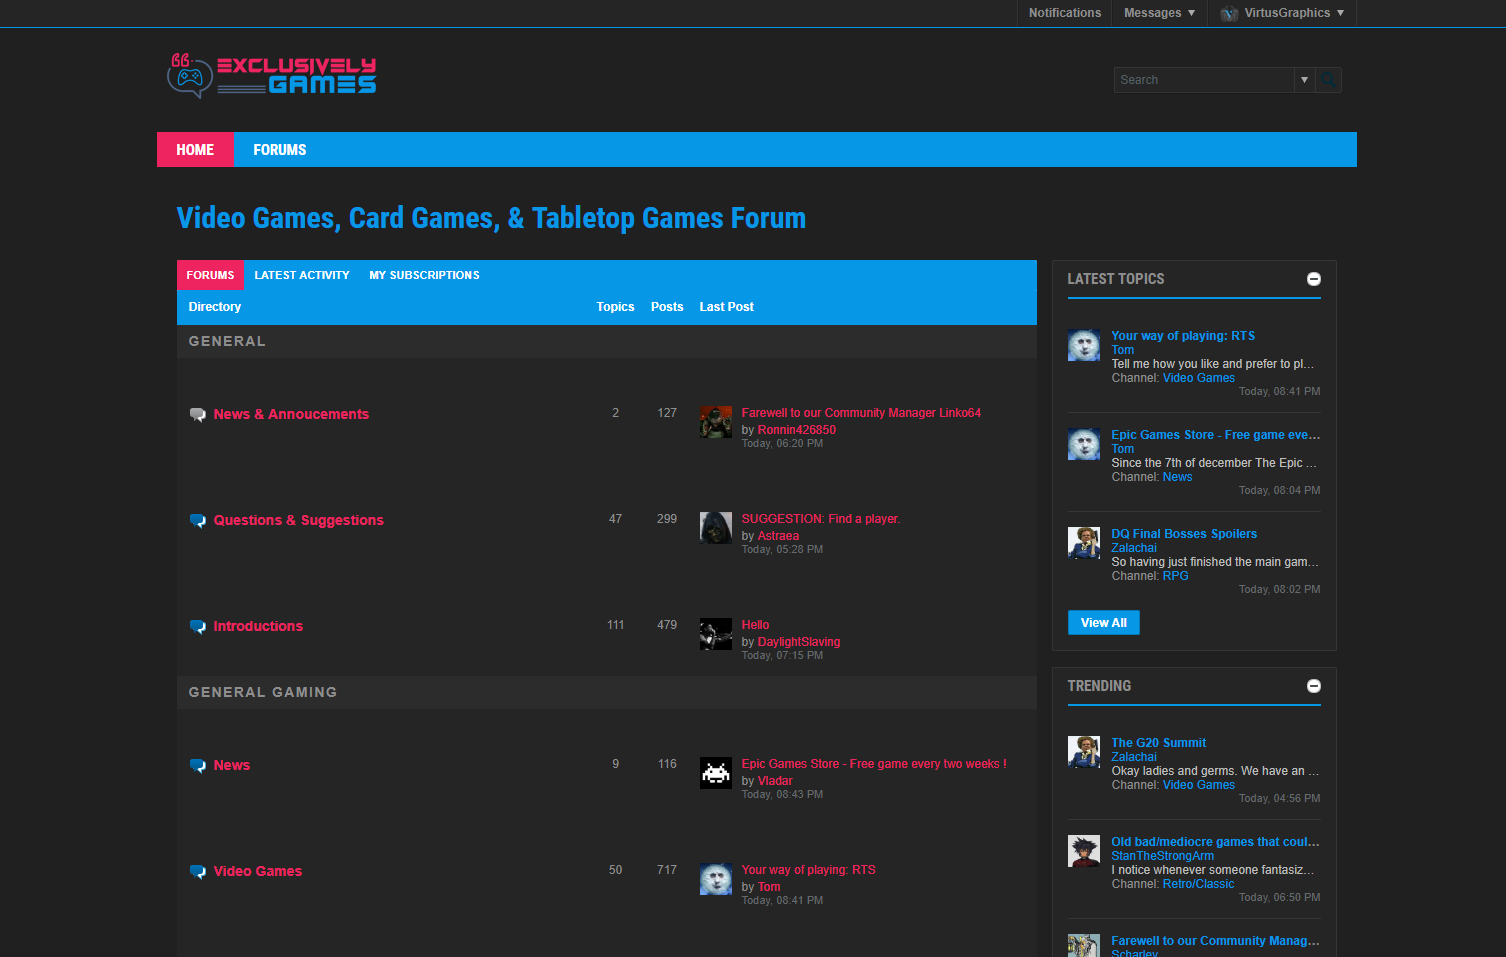 Notifications
Messages
VirtusGraphics
EXCLUSIVELY
GAMES
Search
HOME
FORUMS
Video Games, Card Games, & Tabletop Games Forum
FORUMS
LATEST ACTIVITY
MY SUBSCRIPTIONS
Directory
Topics
Posts
Last Post
GENERAL
News & Annoucements
2
127
Farewell to our Community Manager Linko64
by Ronnin426850
Today, 06:20 PM
Questions & Suggestions
47
299
SUGGESTION: Find a player.
by Astraea
Today, 05:28 PM
Introductions
111
479
Hello
by DaylightSlaving
Today, 07:15 PM
GENERAL GAMING
News
9
116
Epic Games Store - Free game every two weeks !
by Vladar
Today, 08:43 PM
Video Games
50
717
Your way of playing: RTS
by Tom
Today, 08:41 PM
LATEST TOPICS
Your way of playing: RTS
Tom
Tell me how you like and prefer to pl...
Channel: Video Games
Today, 08:41 PM
Epic Games Store - Free game eve...
Tom
Since the 7th of december The Epic ...
Channel: News
Today, 08:04 PM
DQ Final Bosses Spoilers
Zalachai
So having just finished the main gam...
Channel: RPG
Today, 08:02 PM
View All
TRENDING
The G20 Summit
Zalachai
Okay ladies and germs. We have an ...
Channel: Video Games
Today, 04:56 PM
Old bad/mediocre games that coul...
StanTheStrongArm
I notice whenever someone fantasiz...
Channel: Retro/Classic
Today, 06:50 PM
Farewell to our Community Manag...
Scharley